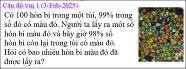 Câu đố vui 1 (3-Feb-2025)
Có 100 hòn bi trong một túi, 99% trong
số đó có màu đỏ. Người ta lấy ra một số
hòn bi màu đỏ và bây giờ 98% số
hòn bi còn lại trong túi có màu đỏ.
Hỏi có bao nhiêu hòn bi màu đỏ đã
được lấy ra?